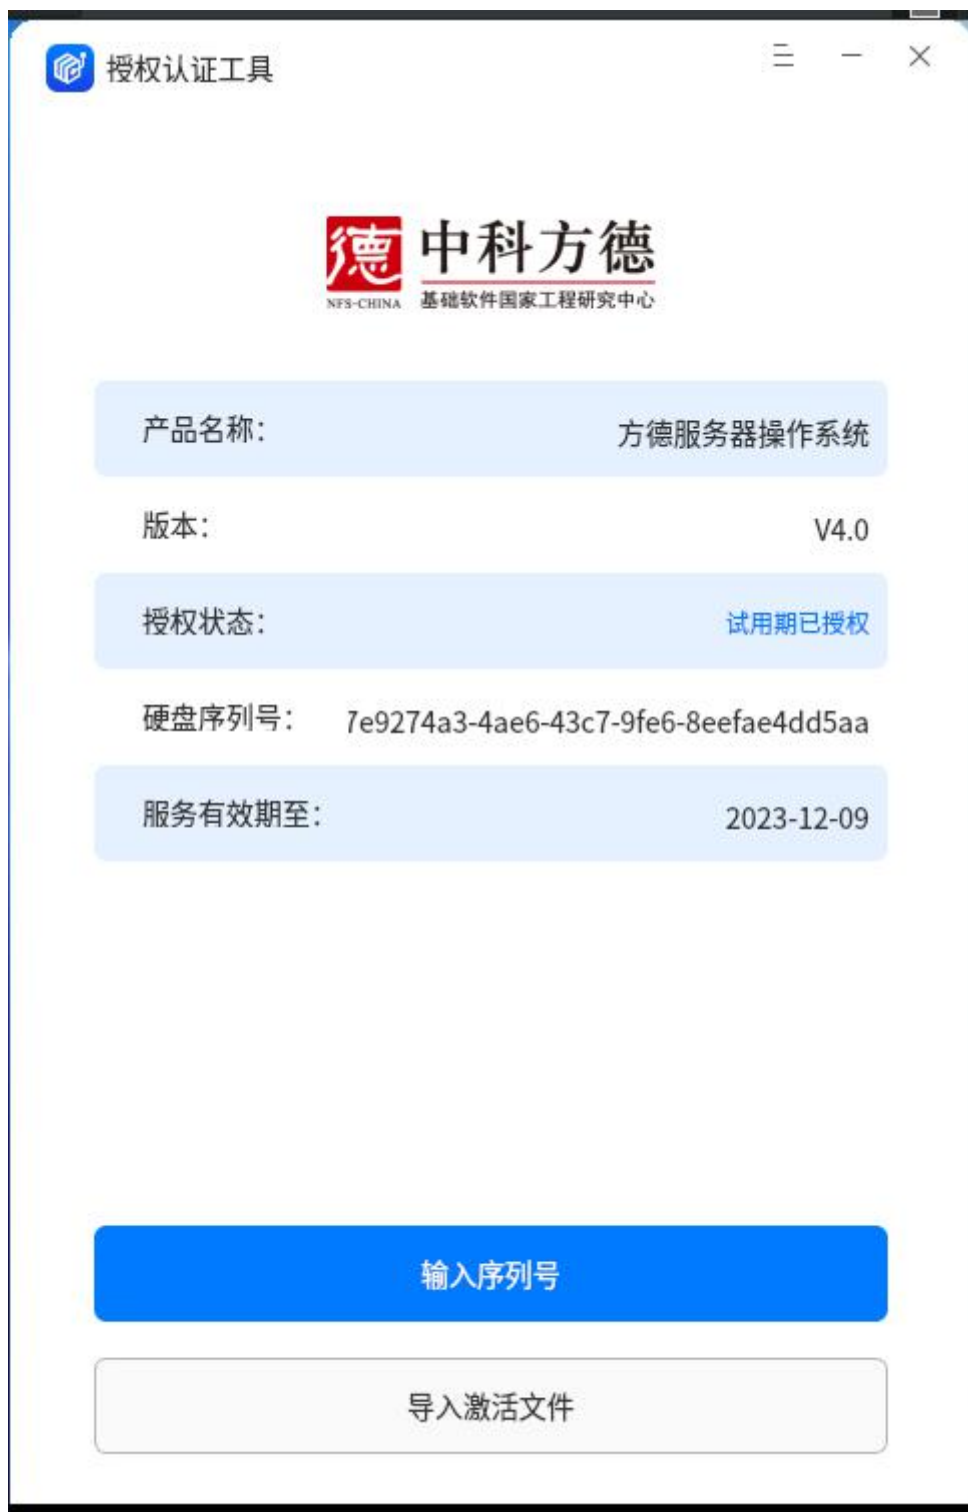 授权认证工具
德 中科方德
NFS-CHINA 基础软件国家工程研究中心
产品名称： 方德服务器操作系统
版本： V4.0
授权状态： 试用期已授权
硬盘序列号： 7e9274a3-4ae6-43c7-9fe6-8eefae4dd5aa
服务有效期至： 2023-12-09
输入序列号
导入激活文件